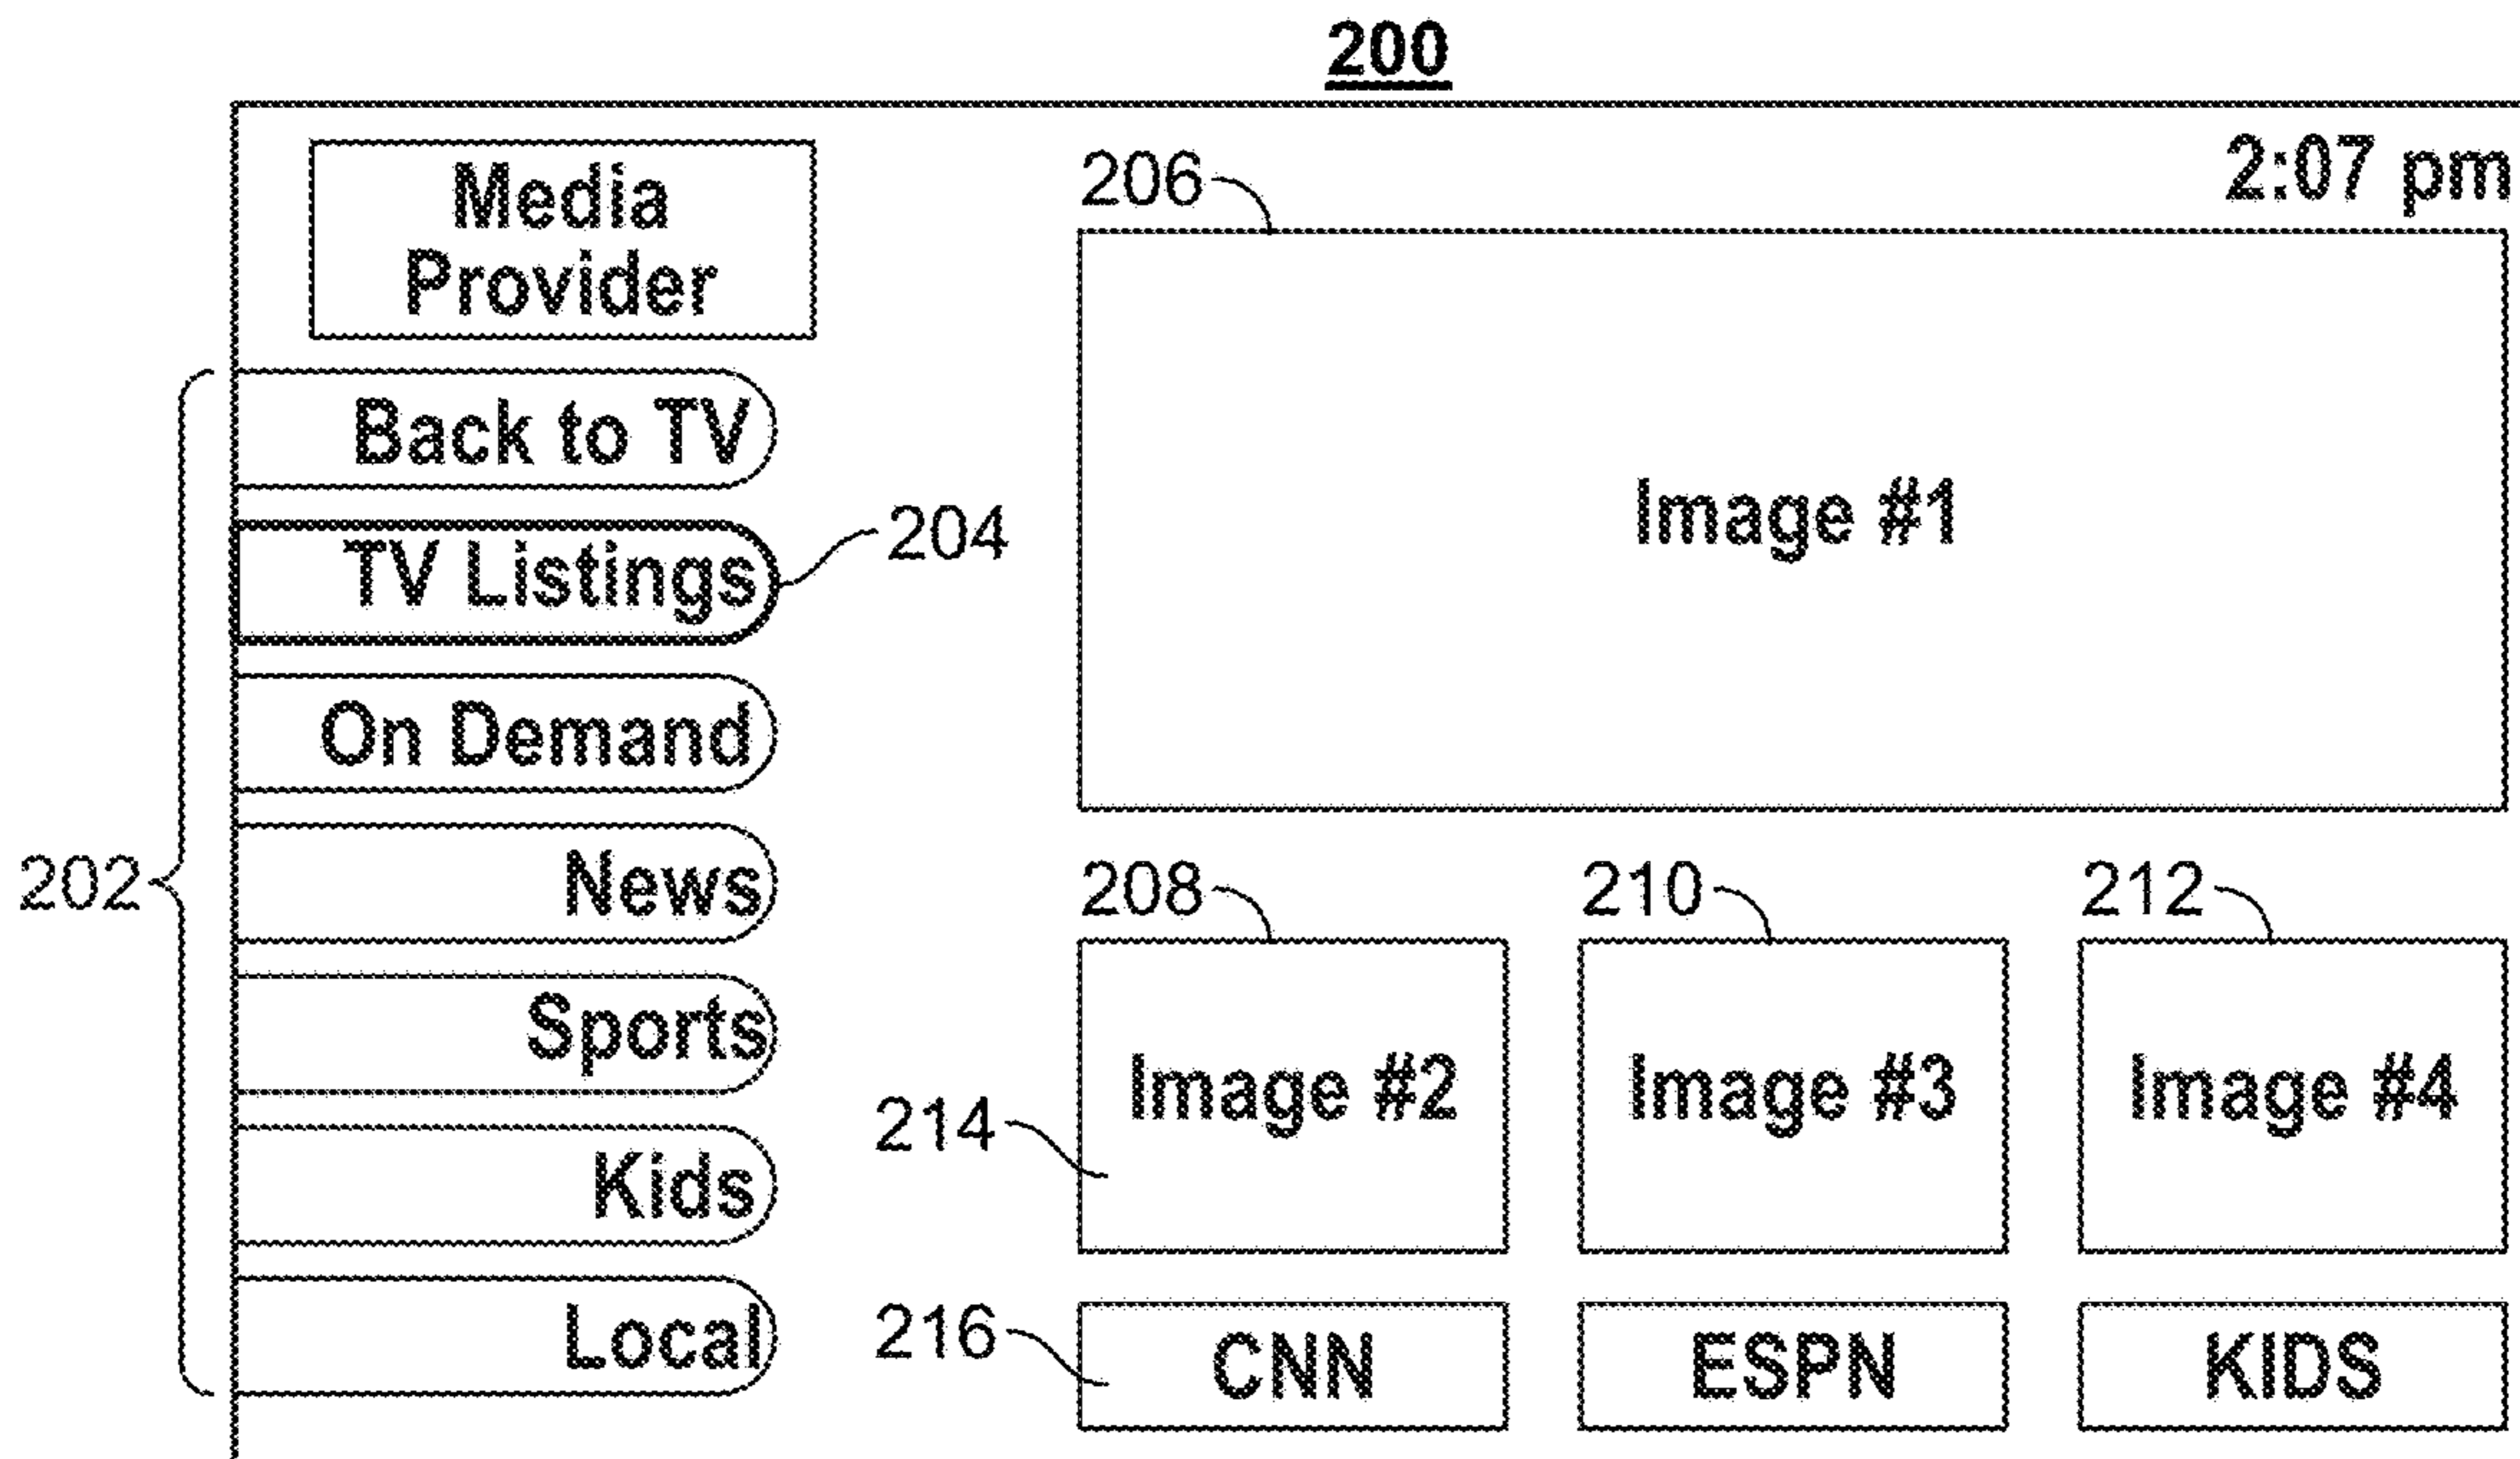 200
Media
Provider
2:07 pm
206
Back to TV
TV Listings
204
On Demand
News
Sports
Kids
Local
202
Image #1
208
210
212
Image #2
Image #3
Image #4
214
216
CNN
ESPN
KIDS